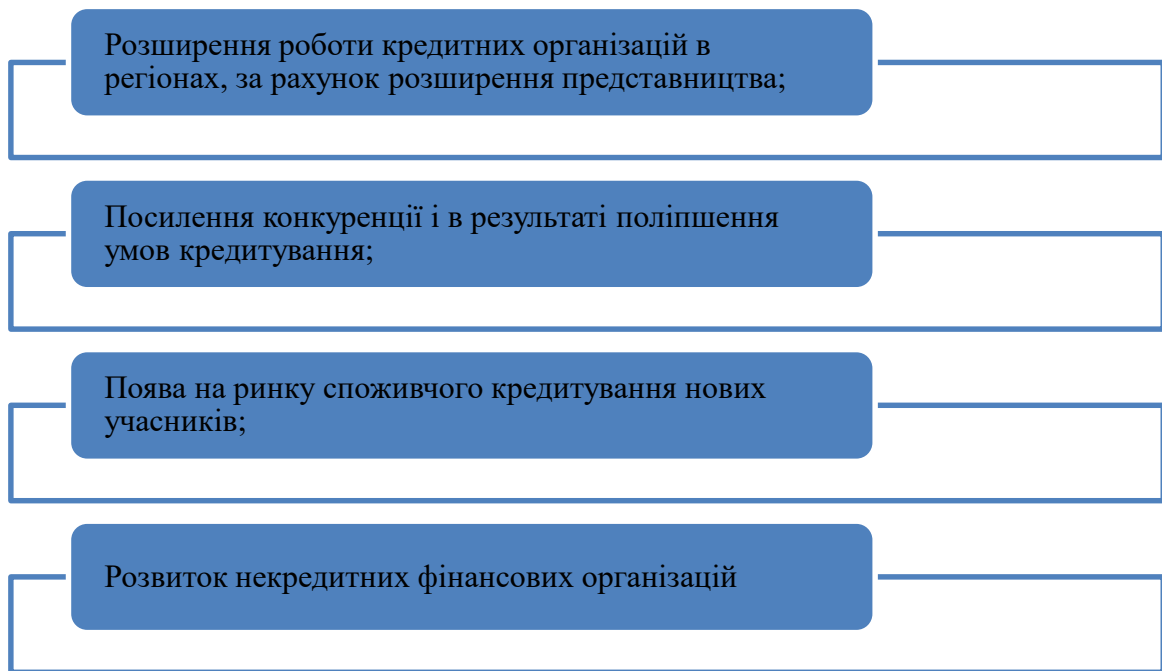 Розширення роботи кредитних організацій в
регіонах, за рахунок розширення представництва;
Посилення конкуренції і в результаті поліпшення
умов кредитування;
Поява на ринку споживчого кредитування нових
учасників;
Розвиток некредитних фінансових організацій